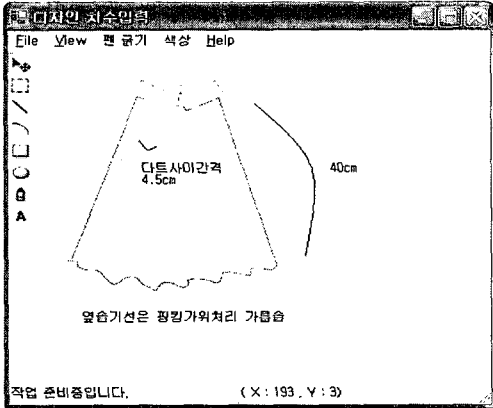 디자인 치수입력
File View 펜 굵기 색상 Help
A
다트사이간격
4.5cm
40cm
옆솔기선은 핑킹가위처리 가름솔
작업 준비중입니다. ( X : 193 , Y : 3)